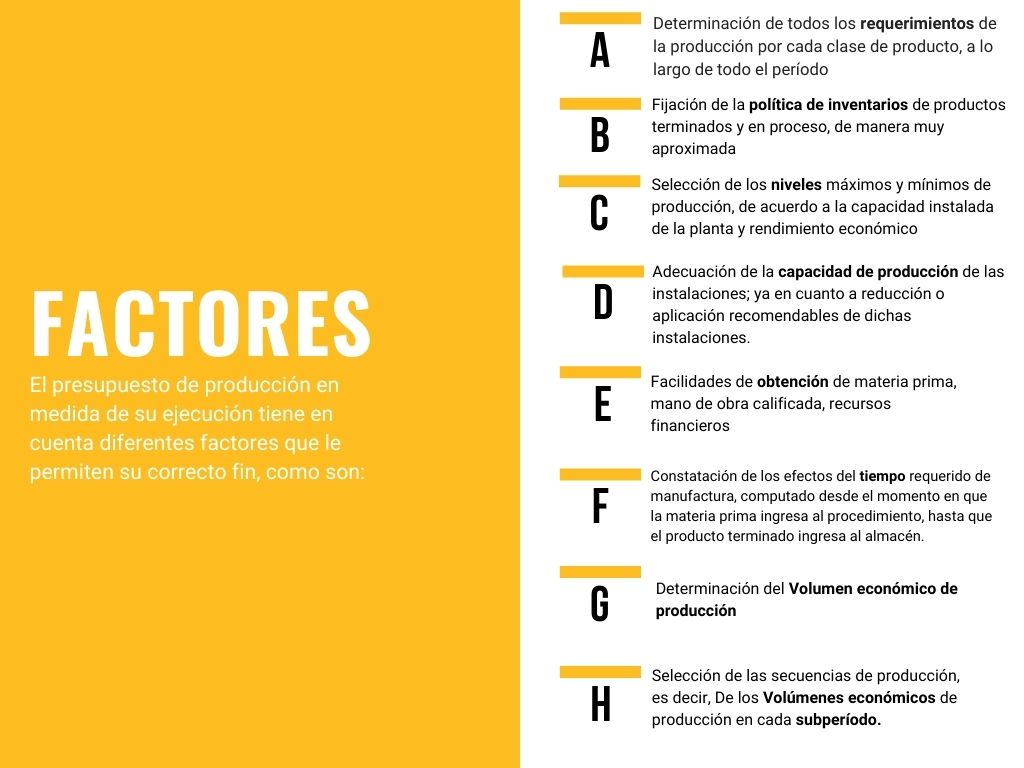 FACTORES
El presupuesto de producción en
medida de su ejecución tiene en
cuenta diferentes factores que le
permiten su correcto fin, como son:
A
Determinación de todos los requerimientos de
la producción por cada clase de producto, a lo
largo de todo el período
B
Fijación de la política de inventarios de productos
terminados y en proceso, de manera muy
aproximada
C
Selección de los niveles máximos y mínimos de
producción, de acuerdo a la capacidad instalada
de la planta y rendimiento económico
D
Adecuación de la capacidad de producción de las
instalaciones; ya en cuanto a reducción o
aplicación recomendables de dichas
instalaciones.
E
Facilidades de obtención de materia prima,
mano de obra calificada, recursos
financieros
F
Constatación de los efectos del tiempo requerido de
manufactura, computado desde el momento en que
la materia prima ingresa al procedimiento, hasta que
el producto terminado ingresa al almacén.
G
Determinación del Volumen económico de
producción
H
Selección de las secuencias de producción,
es decir, De los Volúmenes económicos de
producción en cada subperíodo.